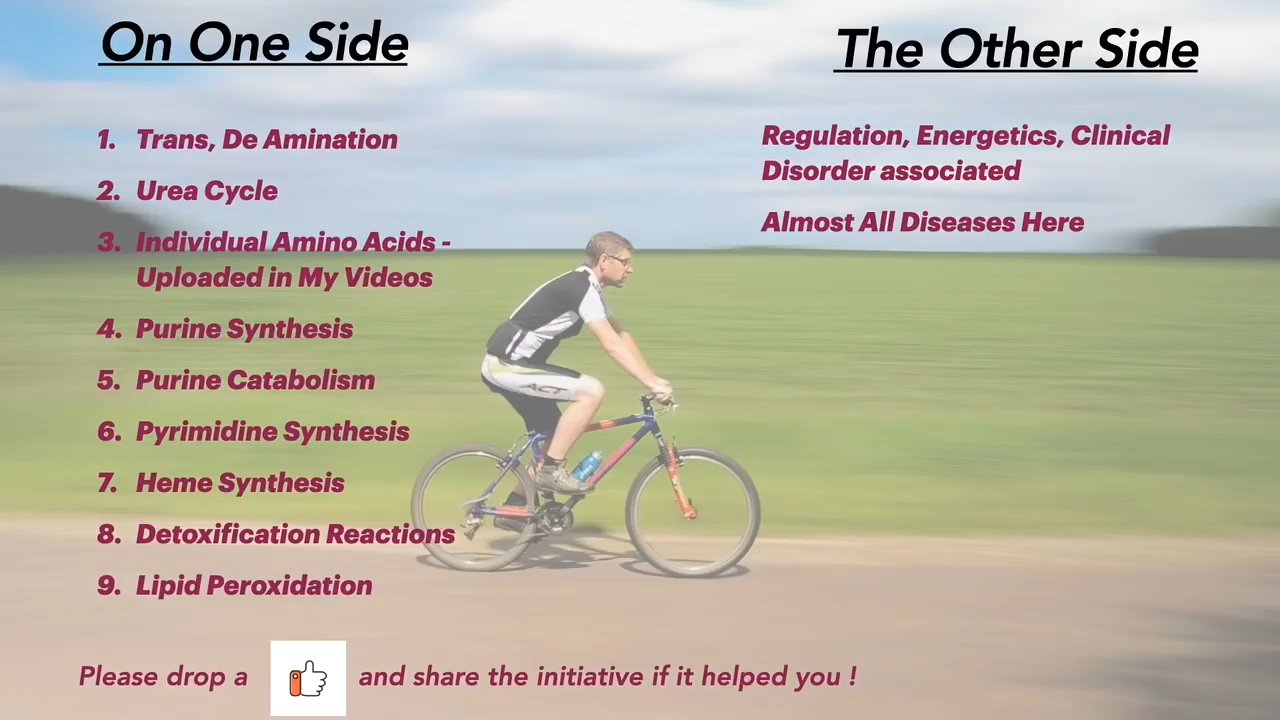 On One Side
1. Trans, De Amination
2. Urea Cycle
3. Individual Amino Acids -
Uploaded in My Videos
4. Purine Synthesis
5. Purine Catabolism
6. Pyrimidine Synthesis
7. Heme Synthesis
8. Detoxification Reactions
9. Lipid Peroxidation
The Other Side
Regulation, Energetics, Clinical
Disorder associated
Almost All Diseases Here
ACT
Please drop a and share the initiative if it helped you !